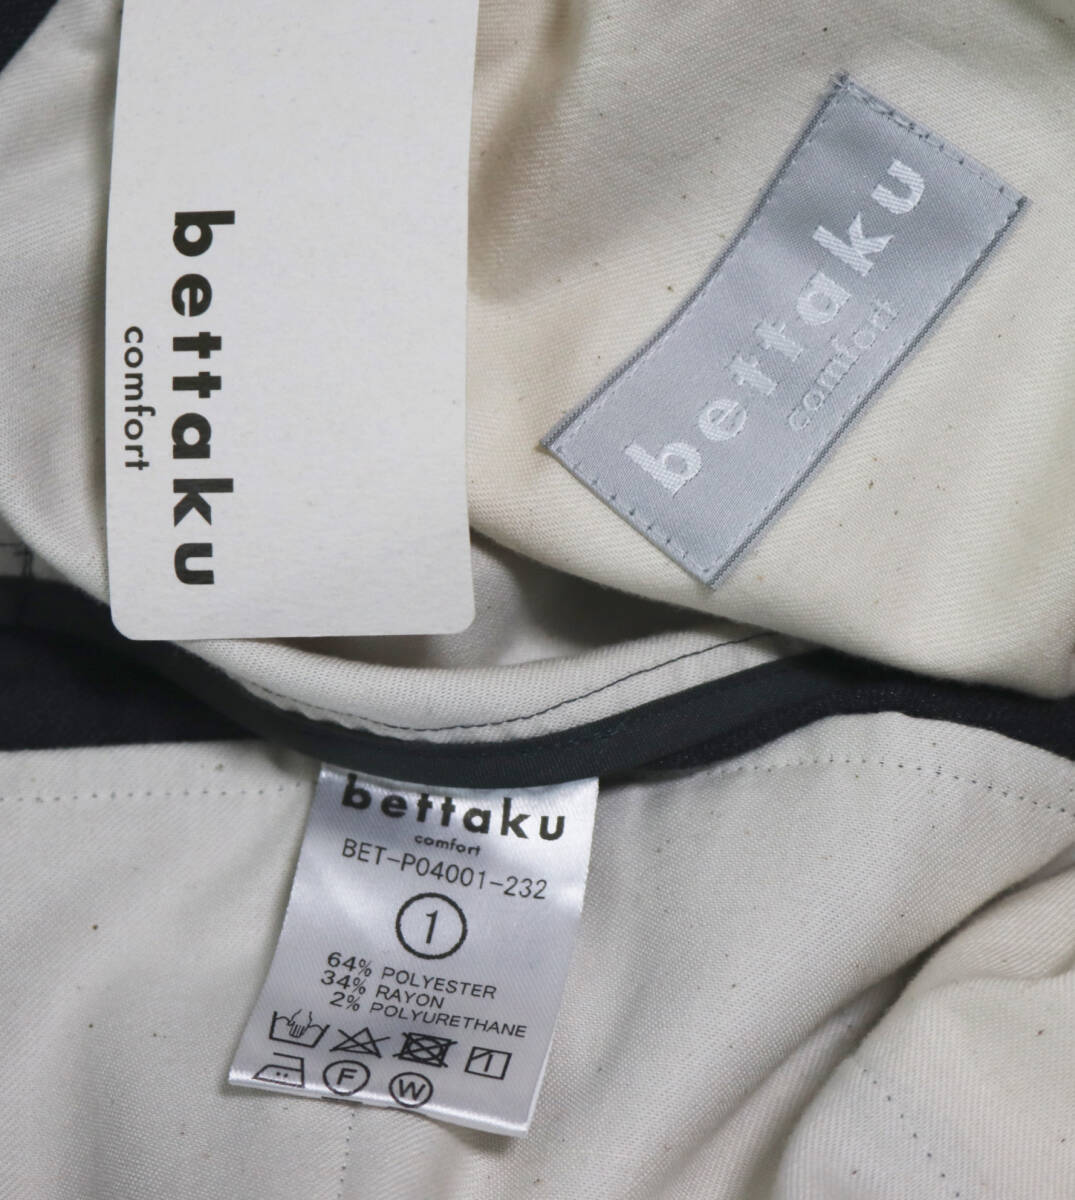 bettaku
comfort
bettaku
comfort
bettaku
comfort
BET-P04001-232
1
64% POLYESTER
34% RAYON
2% POLYURETHANE
F
W